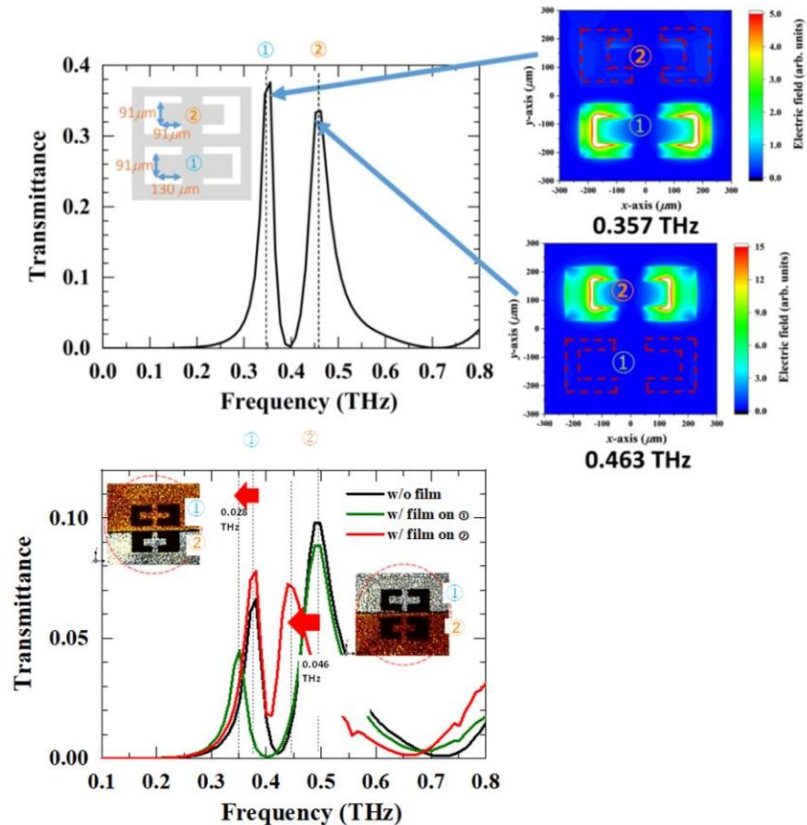 ① ②
0.4
0.3
0.2
0.1
0.0
Transmittance
91μm
②
91μm
91μm
①
130 μm
0.0 0.1 0.2 0.3 0.4 0.5 0.6 0.7 0.8
Frequency (THz)
300
200
100
0
-100
-200
-300
y-axis (μm)
②
①
-300 -200 -100 0 100 200 300
x-axis (μm)
5.0
4.0
3.0
2.0
1.0
0.0
Electric field (arb. units)
0.357 THz
300
200
100
0
-100
-200
-300
y-axis (μm)
②
①
-300 -200 -100 0 100 200 300
x-axis (μm)
15
12
9.0
6.0
3.0
0.0
Electric field (arb. units)
0.463 THz
① ②
0.10
0.05
0.00
Transmittance
①
②
0.028
THz
w/o film
w/ film on ①
w/ film on ②
①
②
0.046
THz
0.1 0.2 0.3 0.4 0.5 0.6 0.7 0.8
Frequency (THz)